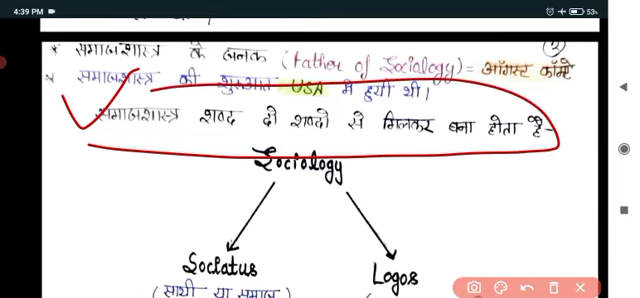 4:39 PM
53%
* समाजशास्त्र के जनक (Father of Sociology) = ऑगस्ट कॉम्टे
* समाजशास्त्र की शुरुआत USA में हुयी थी।
समाजशास्त्र शब्द दो शब्दों से मिलकर बना होता है-
Sociology
Sociatus Logos
(साथी या समाज)